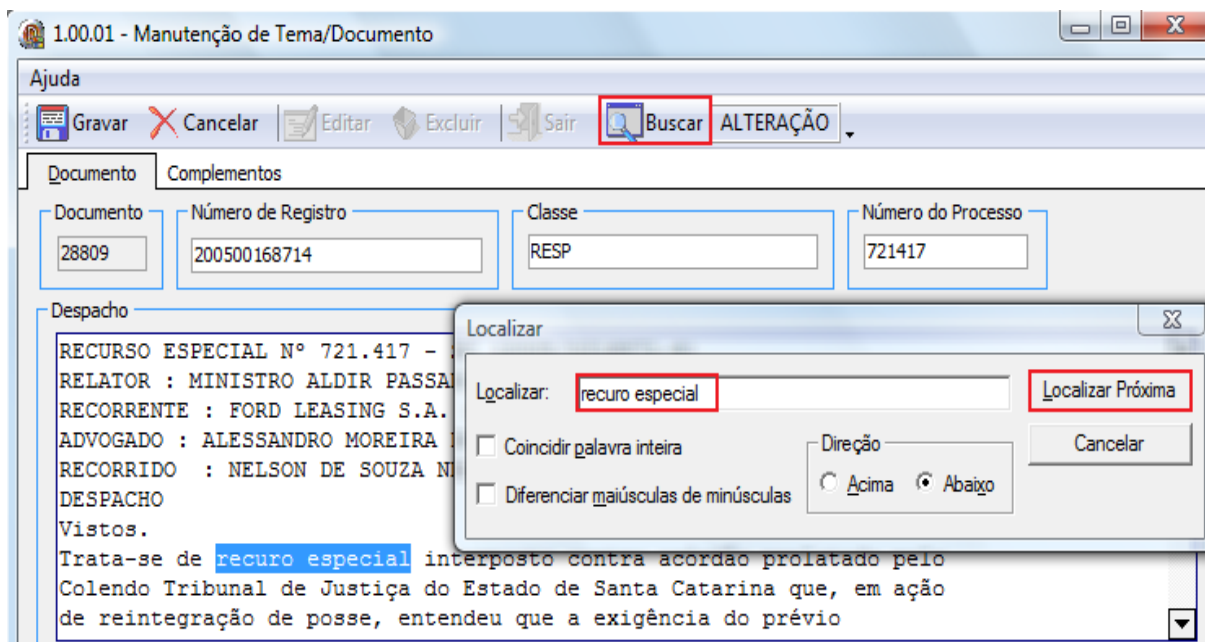 1.00.01 - Manutenção de Tema/Documento
Ajuda
Gravar Cancelar Editar Excluir Sair Buscar ALTERAÇÃO
Documento Complementos
Documento Número de Registro Classe Número do Processo
28809 200500168714 RESP 721417
Despacho
RECURSO ESPECIAL Nº 721.417 -
RELATOR : MINISTRO ALDIR
RECORRENTE : FORD LEASING S.A.
ADVOGADO : ALESSANDRO MOREIRA
RECORRIDO : NELSON DE SOUZA
DESPACHO
Vistos.
Trata-se de recuro especial interposto contra acórdão prolatado pelo
Colendo Tribunal de Justiça do Estado de Santa Catarina que, em ação
de reintegração de posse, entendeu que a exigência do prévio
Localizar
Localizar: recuro especial Localizar Próxima
Coincidir palavra inteira Direção Cancelar
Diferenciar maiúsculas de minúsculas Acima Abaixo